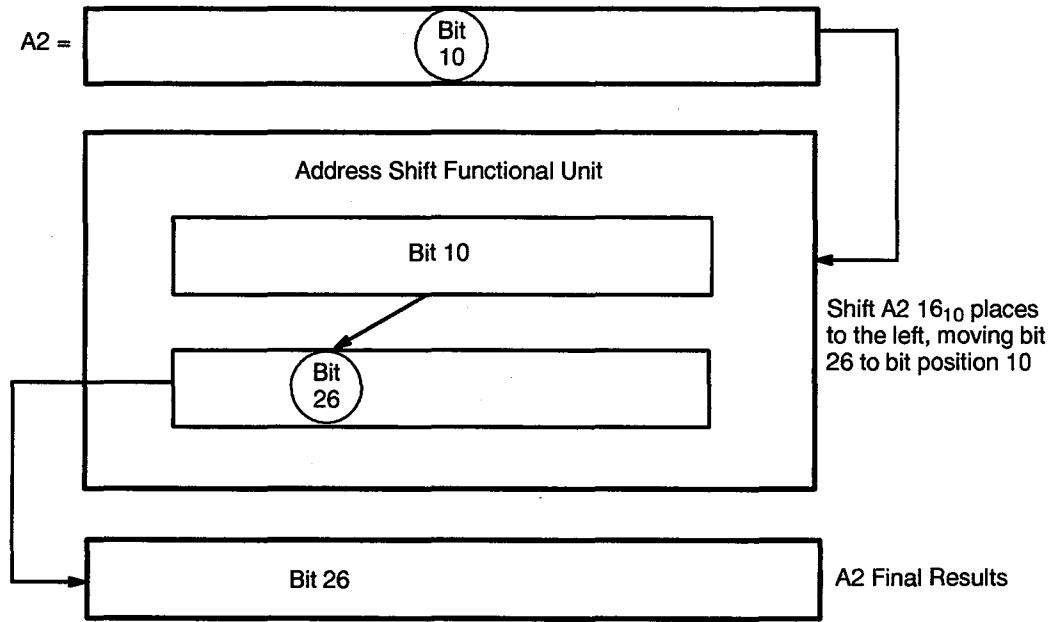 A2 =
Bit
10
Address Shift Functional Unit
Bit 10
Shift A2 16₁₀ places
to the left, moving bit
26 to bit position 10
Bit
26
Bit 26
A2 Final Results